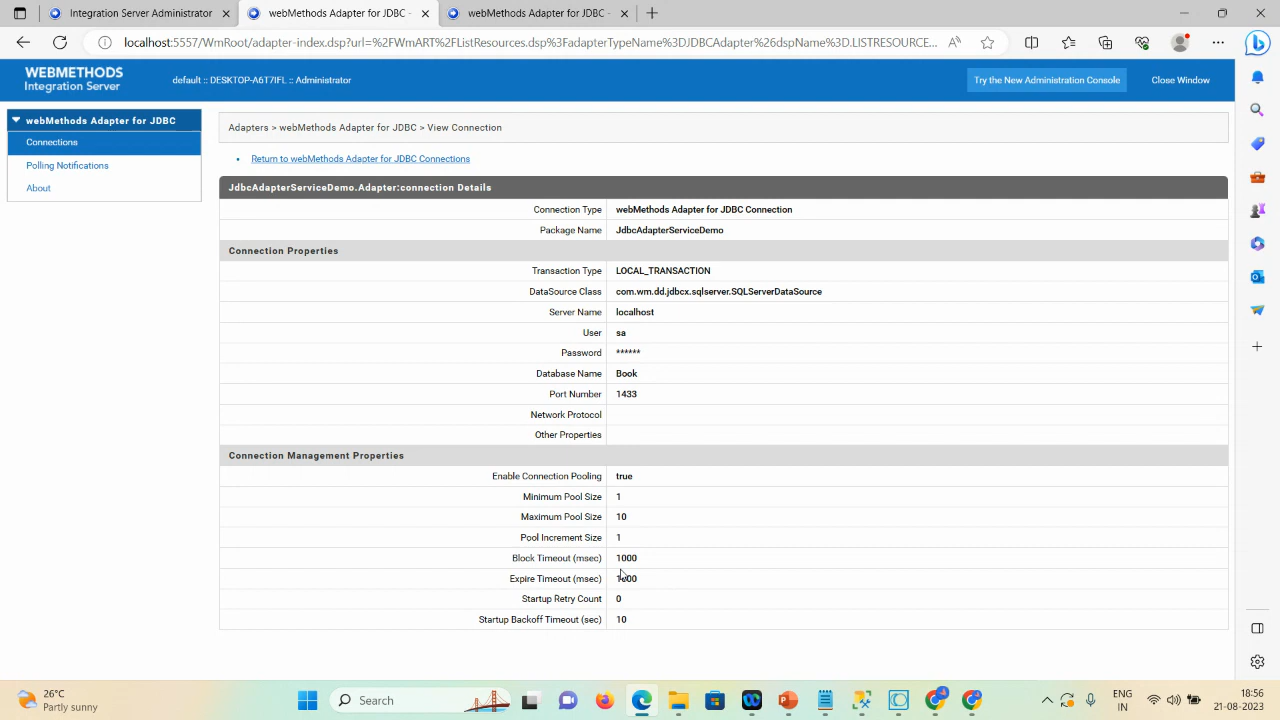 Integration Server Administrator
webMethods Adapter for JDBC -
webMethods Adapter for JDBC -
localhost:5557/WmRoot/adapter-index.dsp?url=%2FWmART%2FListResources.dsp%3FadapterTypeName%3DJDBCAdapter%26dspName%3D.LISTRESOURCE...
WEBMETHODS
Integration Server
default :: DESKTOP-A6T7IFL :: Administrator
Try the New Administration Console
Close Window
webMethods Adapter for JDBC
Connections
Polling Notifications
About
Adapters > webMethods Adapter for JDBC > View Connection
Return to webMethods Adapter for JDBC Connections
JdbcAdapterServiceDemo.Adapter:connection Details
Connection Type webMethods Adapter for JDBC Connection
Package Name JdbcAdapterServiceDemo
Connection Properties
Transaction Type LOCAL_TRANSACTION
DataSource Class com.wm.dd.jdbcx.sqlserver.SQLServerDataSource
Server Name localhost
User sa
Password ******
Database Name Book
Port Number 1433
Network Protocol
Other Properties
Connection Management Properties
Enable Connection Pooling true
Minimum Pool Size 1
Maximum Pool Size 10
Pool Increment Size 1
Block Timeout (msec) 1000
Expire Timeout (msec) 1000
Startup Retry Count 0
Startup Backoff Timeout (sec) 10
26°C
Partly sunny
Search
ENG
IN
18:56
21-08-2023